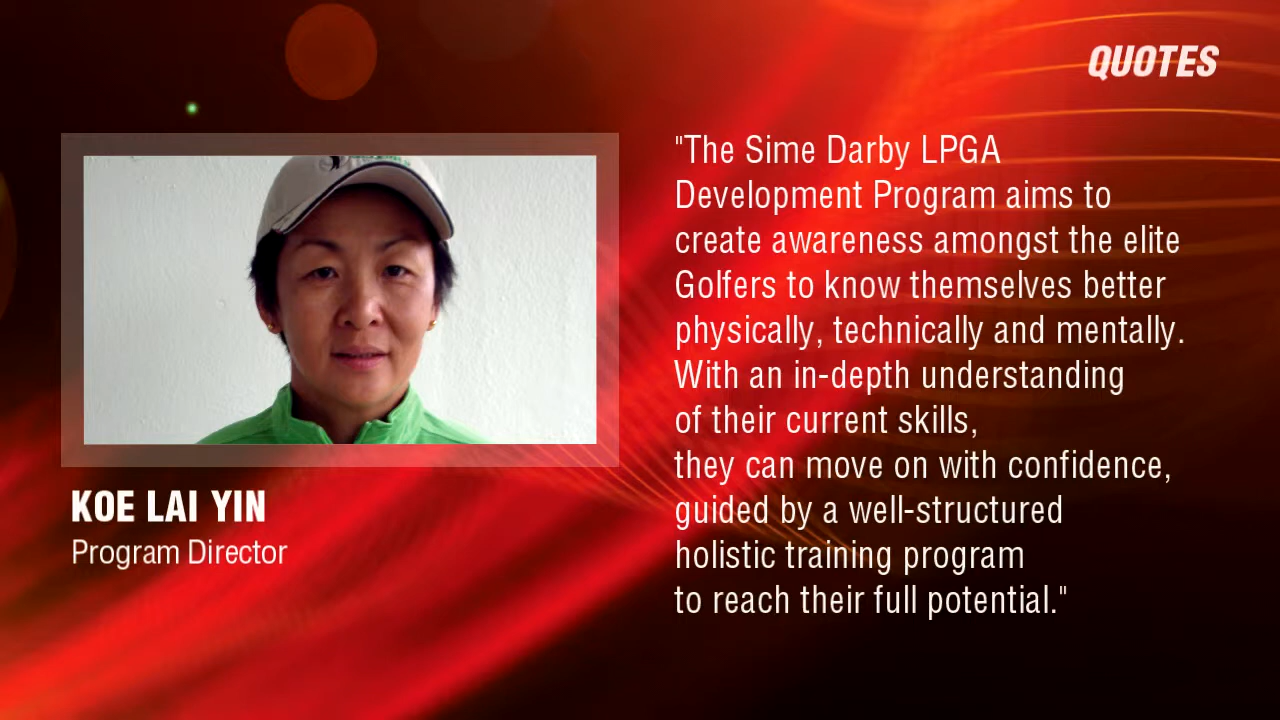 QUOTES
"The Sime Darby LPGA
Development Program aims to
create awareness amongst the elite
Golfers to know themselves better
physically, technically and mentally.
With an in-depth understanding
of their current skills,
they can move on with confidence,
guided by a well-structured
holistic training program
to reach their full potential."
KOE LAI YIN
Program Director